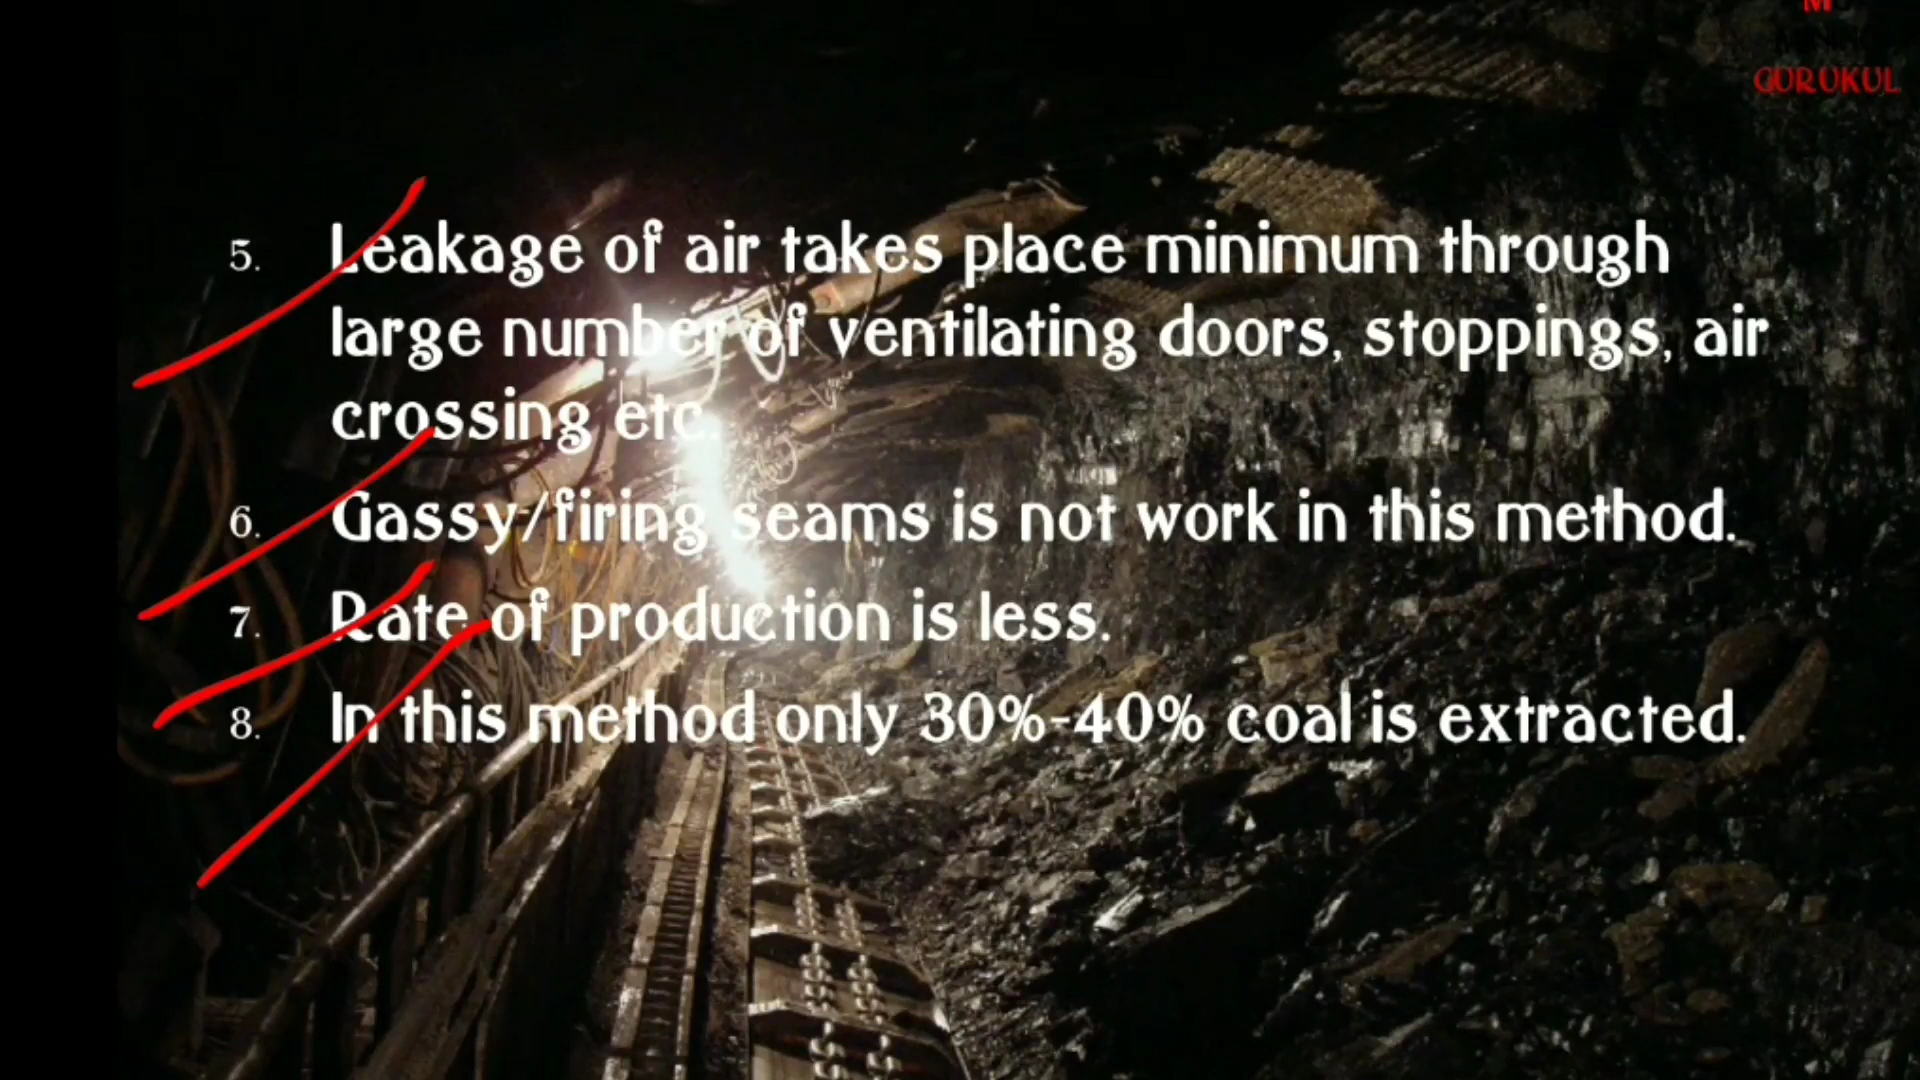 M
GURUKUL
5. Leakage of air takes place minimum through
large number of ventilating doors, stoppings, air
crossing etc.
6. Gassy/firing seams is not work in this method.
7. Rate of production is less.
8. In this method only 30%-40% coal is extracted.